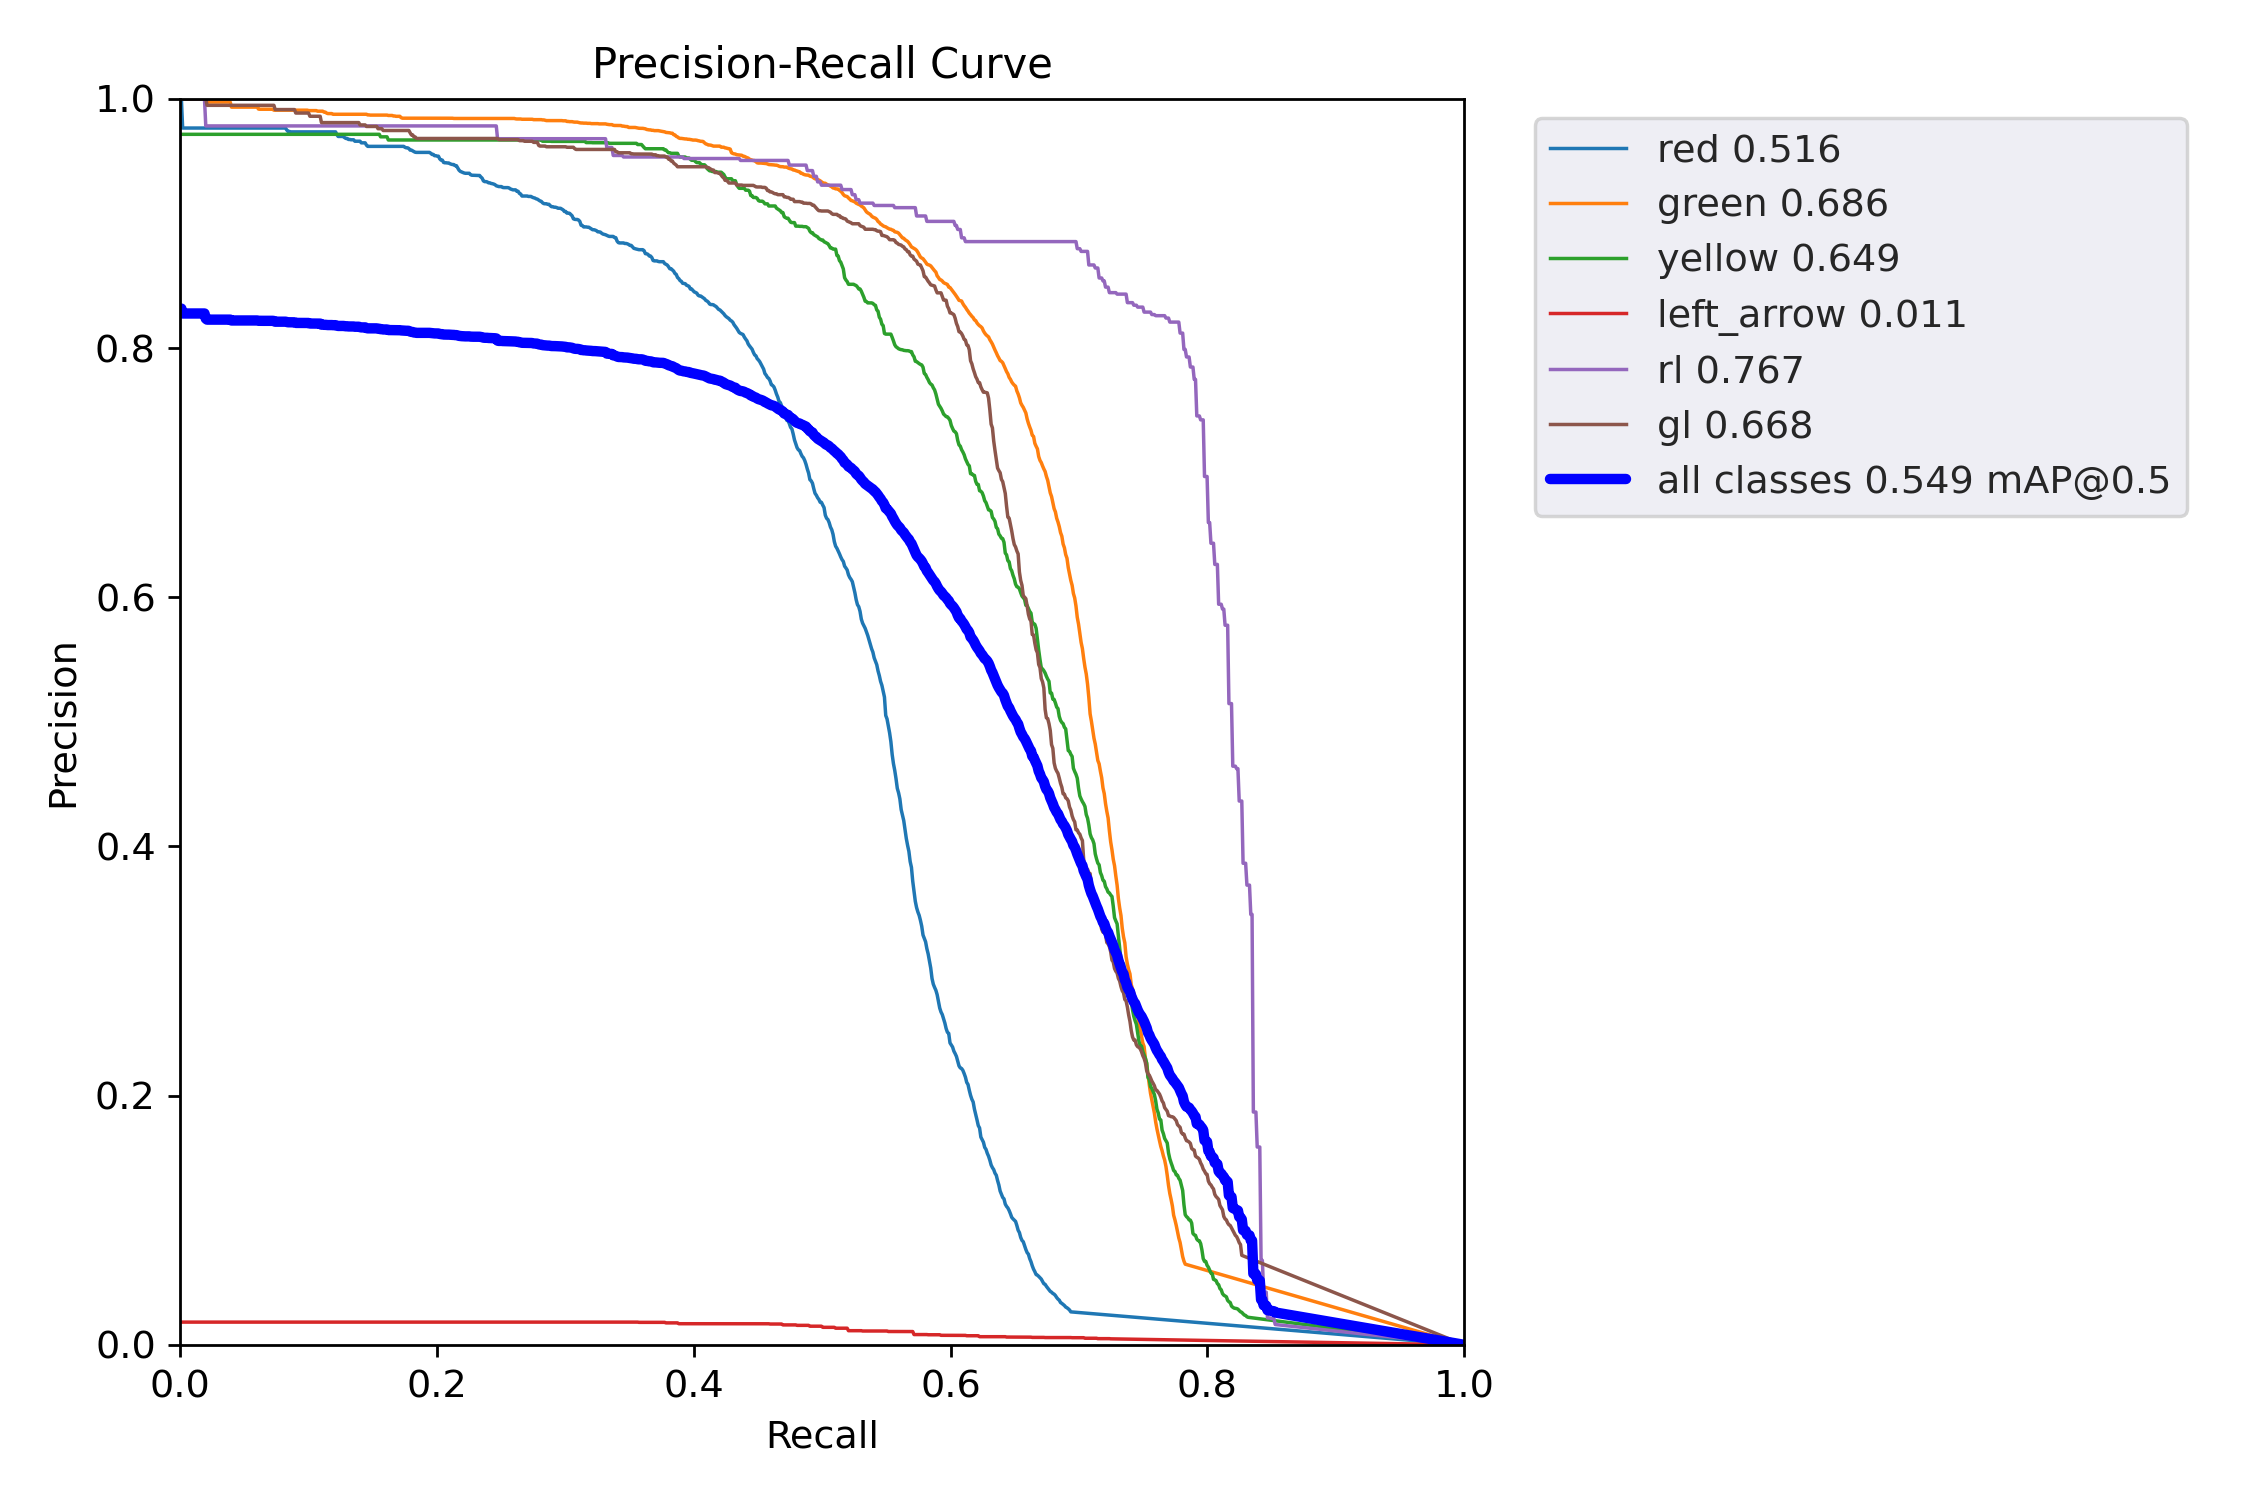 Precision-Recall Curve
1.0
0.8
0.6
0.4
0.2
0.0
Precision
0.0 0.2 0.4 0.6 0.8 1.0
Recall
red 0.516
green 0.686
yellow 0.649
left_arrow 0.011
rl 0.767
gl 0.668
all classes 0.549 mAP@0.5